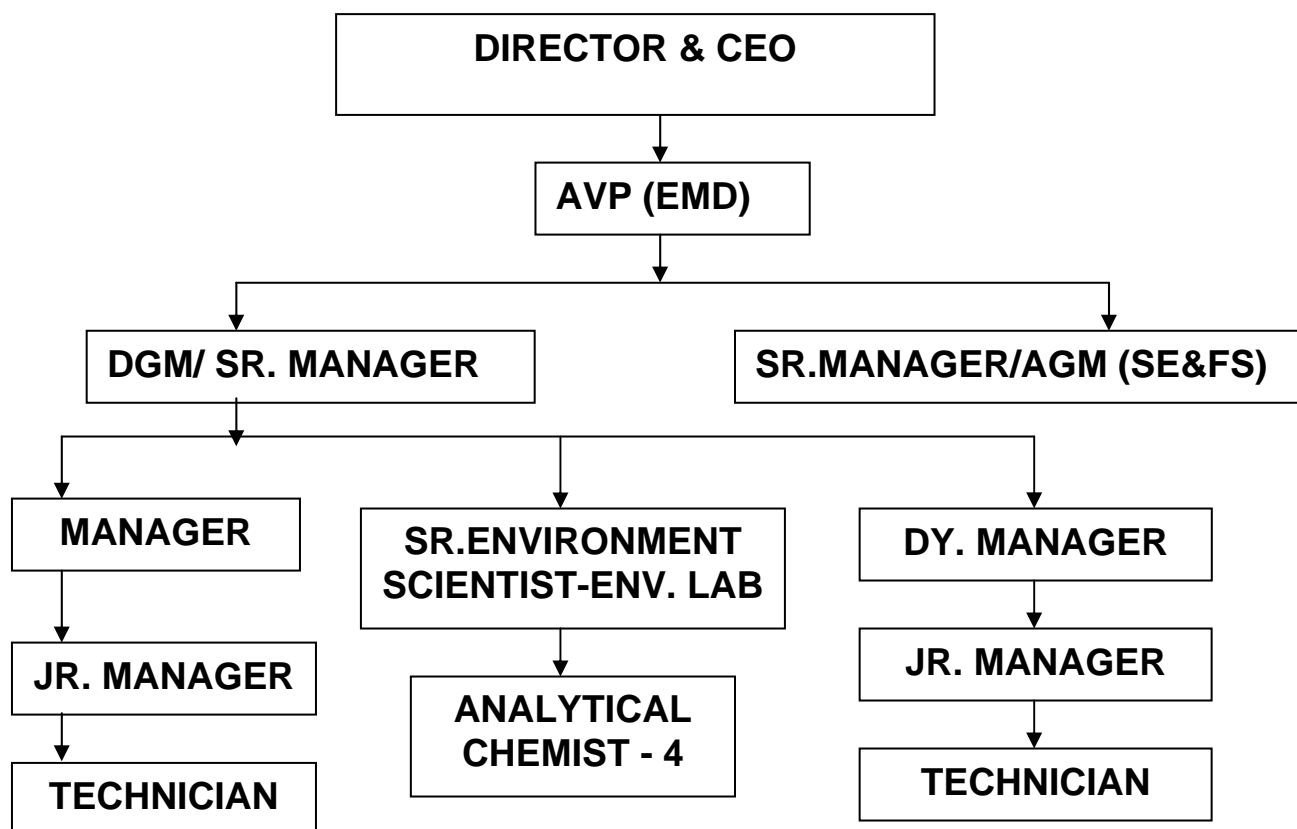 DIRECTOR & CEO
AVP (EMD)
DGM/ SR. MANAGER
SR.MANAGER/AGM (SE&FS)
MANAGER
SR.ENVIRONMENT
SCIENTIST-ENV. LAB
DY. MANAGER
JR. MANAGER
ANALYTICAL
CHEMIST - 4
JR. MANAGER
TECHNICIAN
TECHNICIAN